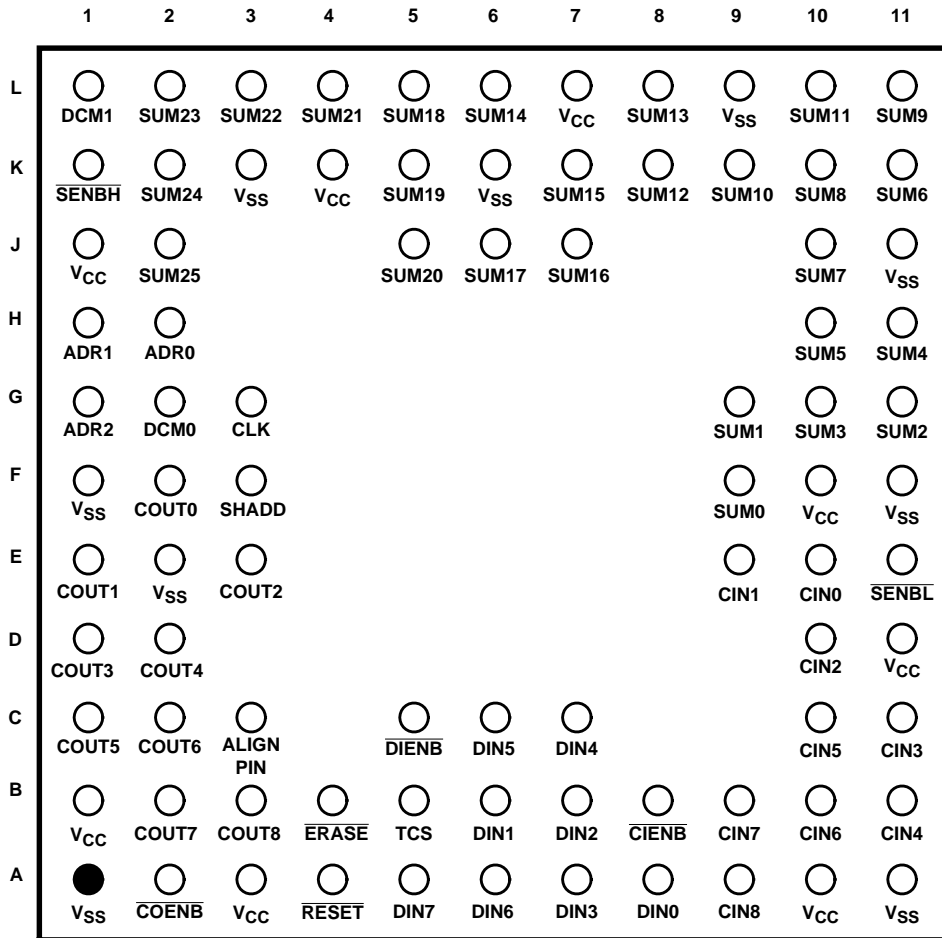 1 2 3 4 5 6 7 8 9 10 11
L
DCM1 SUM23 SUM22 SUM21 SUM18 SUM14 VCC SUM13 VSS SUM11 SUM9
K
SENBH SUM24 VSS VCC SUM19 VSS SUM15 SUM12 SUM10 SUM8 SUM6
J
VCC SUM25 SUM20 SUM17 SUM16 SUM7 VSS
H
ADR1 ADR0 SUM5 SUM4
G
ADR2 DCM0 CLK SUM1 SUM3 SUM2
F
VSS COUT0 SHADD SUM0 VCC VSS
E
COUT1 VSS COUT2 CIN1 CIN0 SENBL
D
COUT3 COUT4 CIN2 VCC
C
COUT5 COUT6 ALIGN DIENB DIN5 DIN4 CIN5 CIN3
PIN
B
VCC COUT7 COUT8 ERASE TCS DIN1 DIN2 CIENB CIN7 CIN6 CIN4
A
VSS COENB VCC RESET DIN7 DIN6 DIN3 DIN0 CIN8 VCC VSS